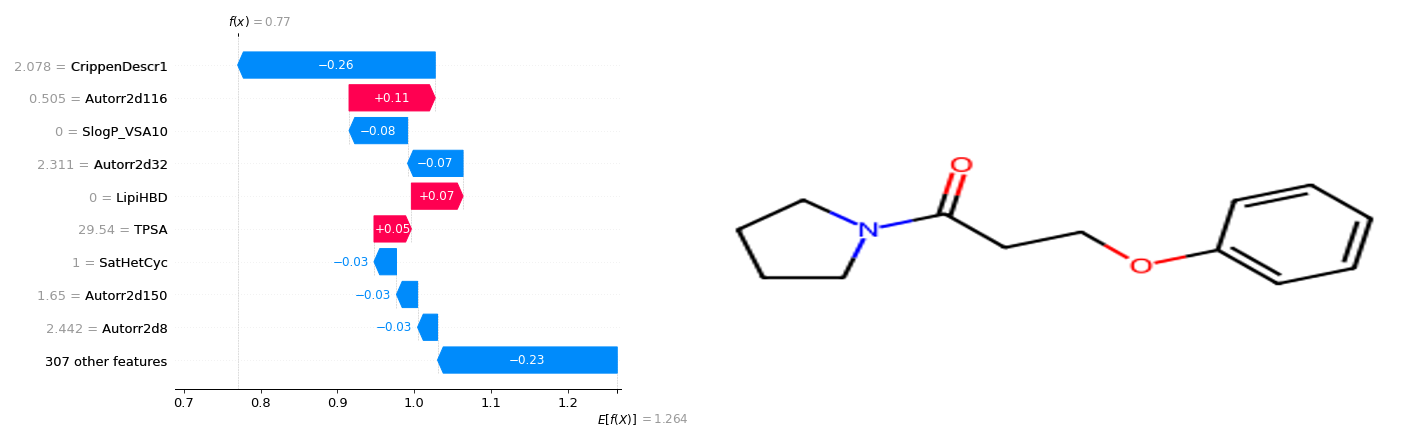 f(x) = 0.77
2.078 = CrippenDescr1
−0.26
0.505 = Autorr2d116
+0.11
0 = SlogP_VSA10
−0.08
2.311 = Autorr2d32
−0.07
0 = LipiHBD
+0.07
29.54 = TPSA
+0.05
1 = SatHetCyc
−0.03
1.65 = Autorr2d150
−0.03
2.442 = Autorr2d8
−0.03
307 other features
−0.23
0.7 0.8 0.9 1.0 1.1 1.2
E[f(X)] = 1.264
O
N
O